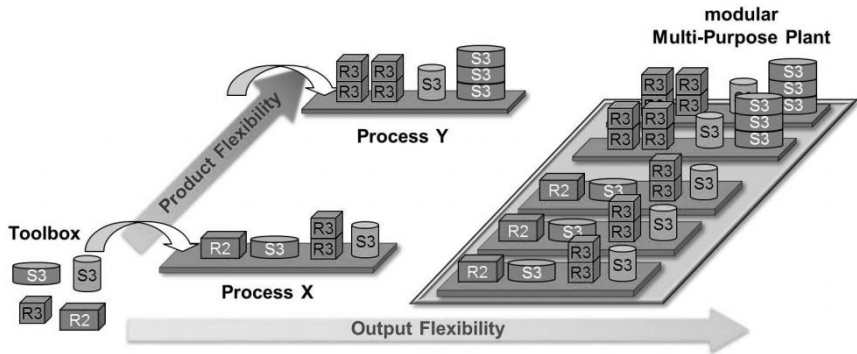 modular
Multi-Purpose Plant
R3 R3 S3 S3
R3 R3 S3
S3
Process Y
Product Flexibility
R3 R3 S3 S3
R3 R3 S3
S3
R3 R3 S3 S3
R3 R3 S3
S3
Toolbox
S3 S3
R3 R2
R2 S3 R3 S3
R3
Process X
R2 S3 R3 S3
R3
R2 S3 R3 S3
R3
R2 S3 R3 S3
R3
Output Flexibility